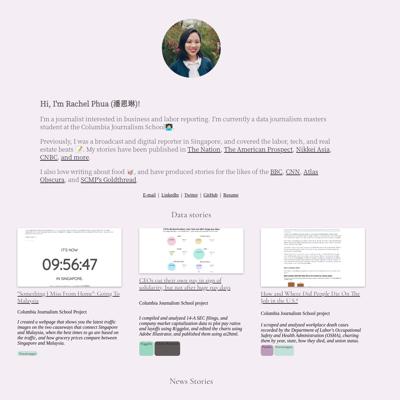 Hi, I'm Rachel Phua (潘恩琳)!
I'm a journalist interested in business and labor reporting. I'm currently a data journalism masters
student at the Columbia Journalism School
Previously, I was a broadcast and digital reporter in Singapore, and covered the labor, tech, and real
estate beats. My stories have been published in The Nation, The American Prospect, Nikkei Asia,
CNBC, and more.
I also love writing about food, and have produced stories for the likes of the BBC, CNN, Atlas
Obscura, and SCMP's Goldthread.
E-mail | LinkedIn | Twitter | GitHub | Resume
Data stories
IT'S NOW
09:56:47
"Something I Miss From Home": Going To
Malaysia
Columbia Journalism School Project
I created a webpage that shows you the latest traffic
images on the two causeways that connect Singapore
and Malaysia, when the best times to go are based on
the traffic, and how grocery prices compare between
Singapore and Malaysia.
CEOs cut their own pay in sign of
solidarity, but not after huge pay days
Columbia Journalism School project
I compiled and analyzed 14-A SEC filings, and
company market capitalization data to plot pay ratios
and layoffs using Rggplot, and edited the charts using
Adobe Illustrator, and published them using ai2html.
How and Where Did People Die On The
Job in the U.S?
Columbia Journalism School project
I scraped and analyzed workplace death cases
recorded by the Department of Labor's Occupational
Safety and Health Administration (OSHA), charting
them by year, state, how they died, and union status.
News Stories